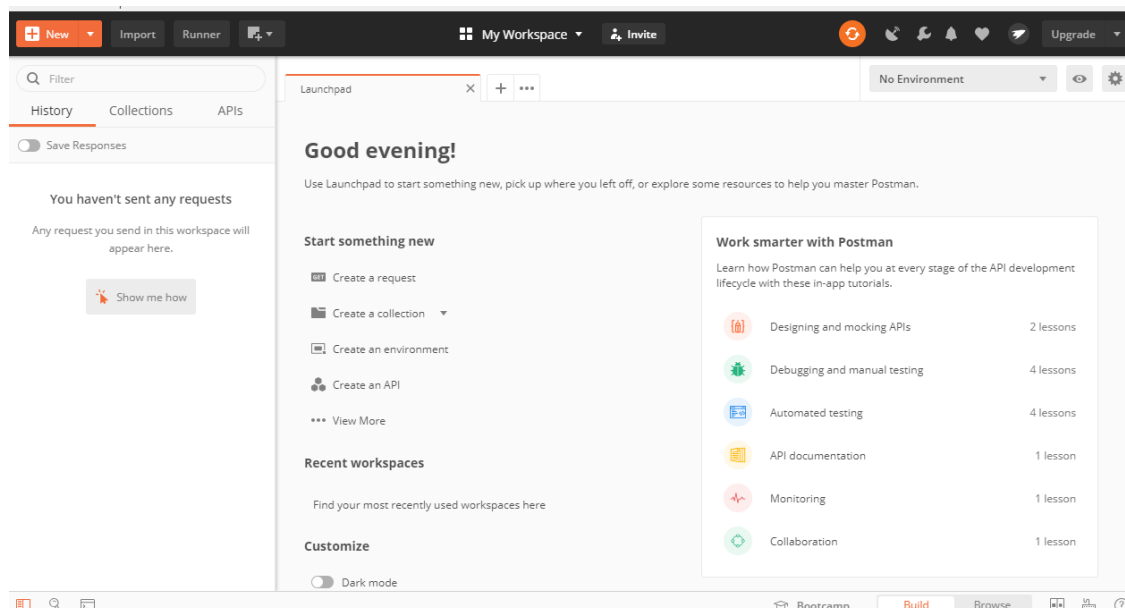 New
Import
Runner
My Workspace
Invite
Upgrade
Filter
History Collections APIs
Save Responses
You haven't sent any requests
Any request you send in this workspace will
appear here.
Show me how
Launchpad
No Environment
Good evening!
Use Launchpad to start something new, pick up where you left off, or explore some resources to help you master Postman.
Start something new
GET Create a request
Create a collection
Create an environment
Create an API
View More
Recent workspaces
Find your most recently used workspaces here
Customize
Dark mode
Work smarter with Postman
Learn how Postman can help you at every stage of the API development
lifecycle with these in-app tutorials.
Designing and mocking APIs 2 lessons
Debugging and manual testing 4 lessons
Automated testing 4 lessons
API documentation 1 lesson
Monitoring 1 lesson
Collaboration 1 lesson
Bootcamp Build Browse